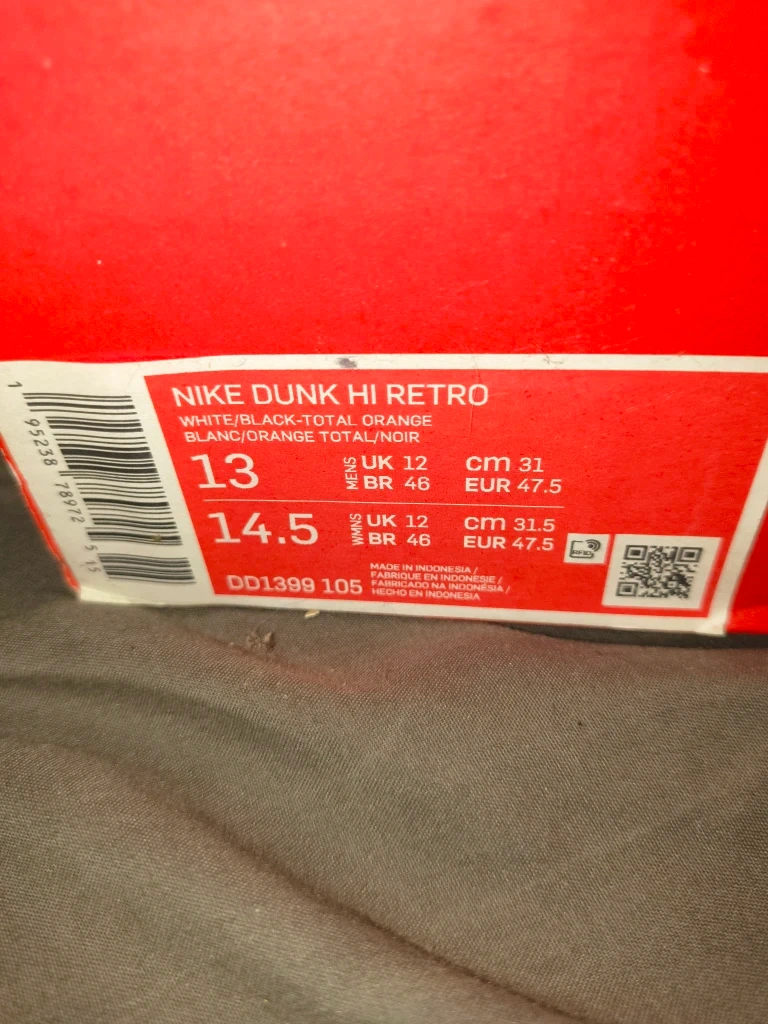 NIKE DUNK HI RETRO
WHITE/BLACK-TOTAL ORANGE
BLANC/ORANGE TOTAL/NOIR
13 MENS UK 12 cm 31
BR 46 EUR 47.5
14.5 WMNS UK 12 cm 31.5
BR 46 EUR 47.5
DD1399 105
MADE IN INDONESIA /
FABRIQUE EN INDONESIE /
FABRICADO NA INDONÉSIA /
HECHO EN INDONESIA
RFID
1 95238 78972 5 15